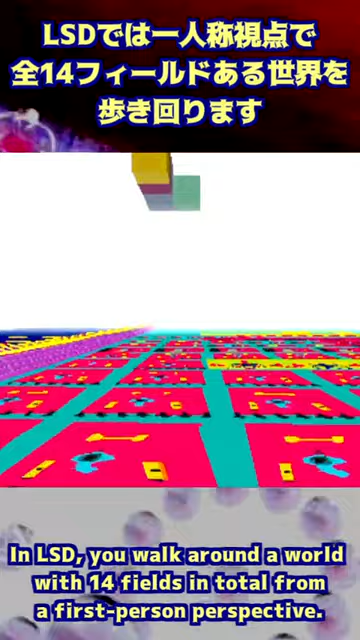 LSDでは一人称視点で
全14フィールドある世界を
歩き回ります
In LSD, you walk around a world
with 14 fields in total from
a first-person perspective.